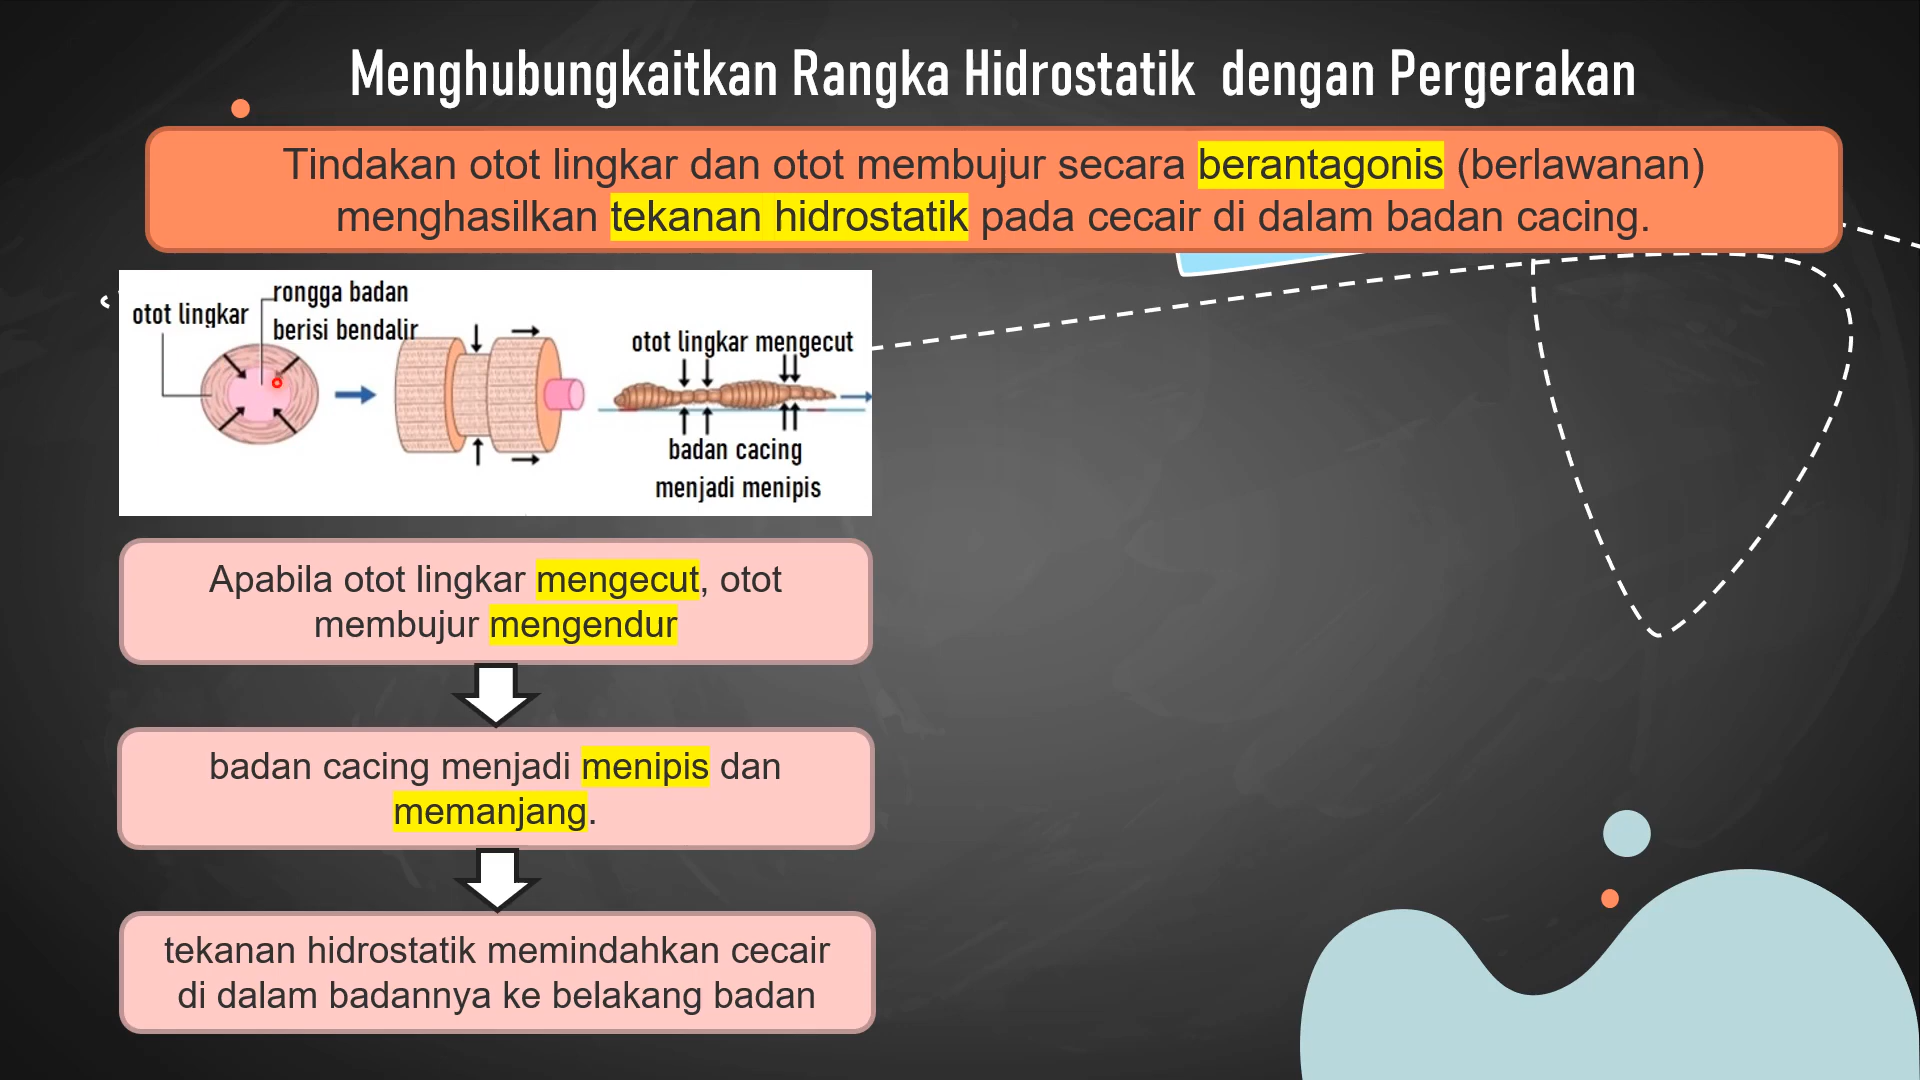 Menghubungkaitkan Rangka Hidrostatik dengan Pergerakan
Tindakan otot lingkar dan otot membujur secara berantagonis (berlawanan)
menghasilkan tekanan hidrostatik pada cecair di dalam badan cacing.
otot lingkar
rongga badan
berisi bendalir
otot lingkar mengecut
badan cacing
menjadi menipis
Apabila otot lingkar mengecut, otot
membujur mengendur
badan cacing menjadi menipis dan
memanjang.
tekanan hidrostatik memindahkan cecair
di dalam badannya ke belakang badan